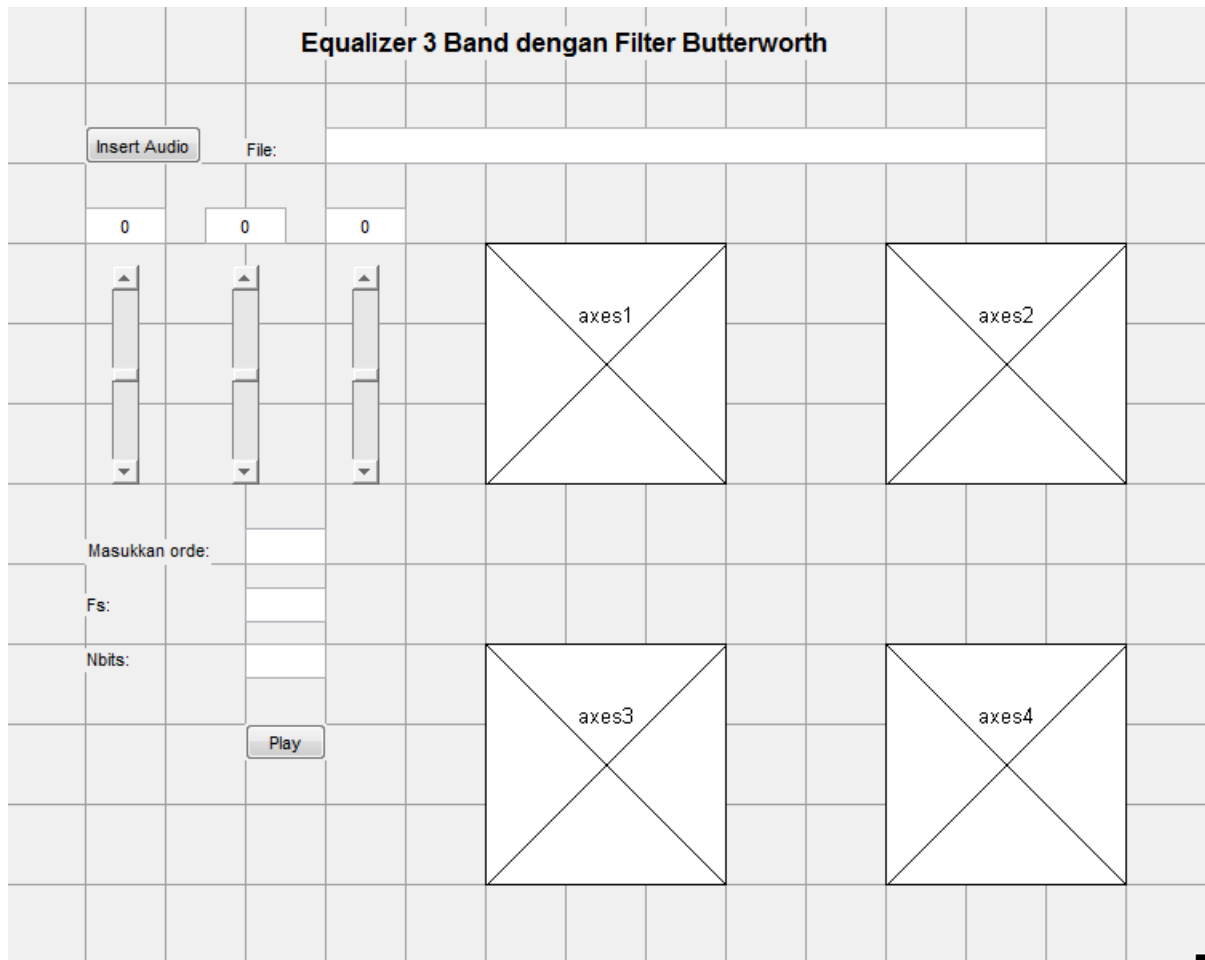 Equalizer 3 Band dengan Filter Butterworth
Insert Audio
File:
0
0
0
axes1
axes2
Masukkan orde:
Fs:
Nbits:
axes3
axes4
Play